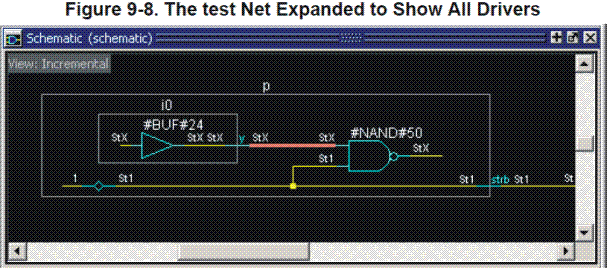 Figure 9-8. The test Net Expanded to Show All Drivers
Schematic (schematic)
View: Incremental
p
i0
#BUF#24
StX StX StX y StX StX #NAND#50
StX
St1
1 St1 St1 strb St1 St